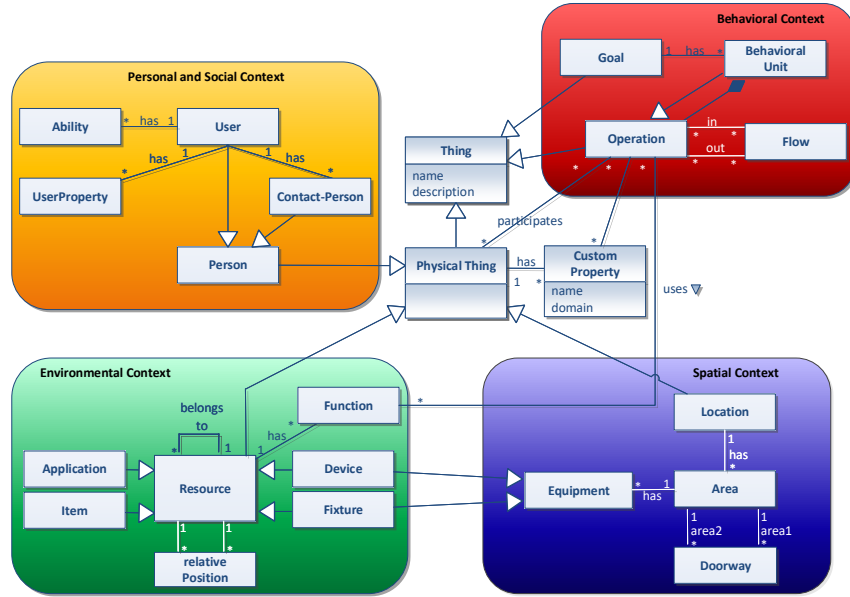 Behavioral Context
Goal
1
has
*
Behavioral
Unit
Operation
in
*
*
out
*
*
Flow
Personal and Social Context
Ability
*
has
1
User
has
1
1
has
*
*
UserProperty
Contact-Person
Person
Thing
name
description
*
*
*
participates
*
*
Physical Thing
has
1
*
Custom
Property
name
domain
uses
Environmental Context
belongs
to
*
1
Function
*
*
has
1
Application
Item
Resource
Device
Fixture
1
1
*
*
relative
Position
Spatial Context
Location
1
has
*
Equipment
*
has
1
Area
1
area2
*
1
area1
*
Doorway